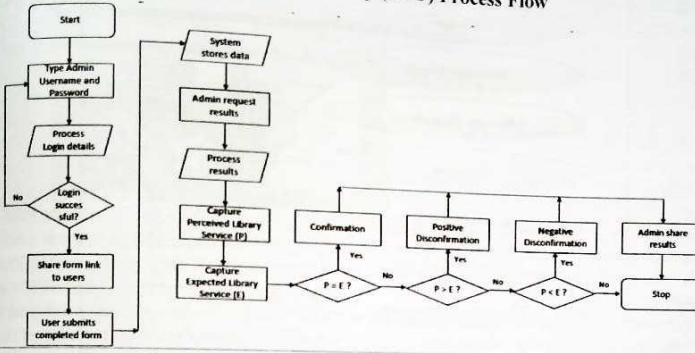 Process Flow
Start
Type Admin
Username and
Password
Process
Login details
Login
succes
sful?
No
Yes
Share form link
to users
User submits
completed form
System
stores data
Admin request
results
Process
results
Capture
Perceived Library
Service (P)
Capture
Expected Library
Service (E)
P = E ?
Yes
Confirmation
No
P > E ?
Yes
Positive
Disconfirmation
No
P < E ?
Yes
Negative
Disconfirmation
No
Admin share
results
Stop